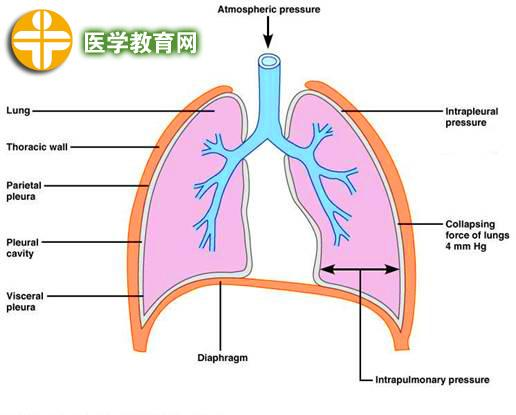 医学教育网
Atmospheric pressure
Lung
Thoracic wall
Parietal
pleura
Pleural
cavity
Visceral
pleura
Diaphragm
Intrapleural
pressure
Collapsing
force of lungs
4 mm Hg
Intrapulmonary pressure